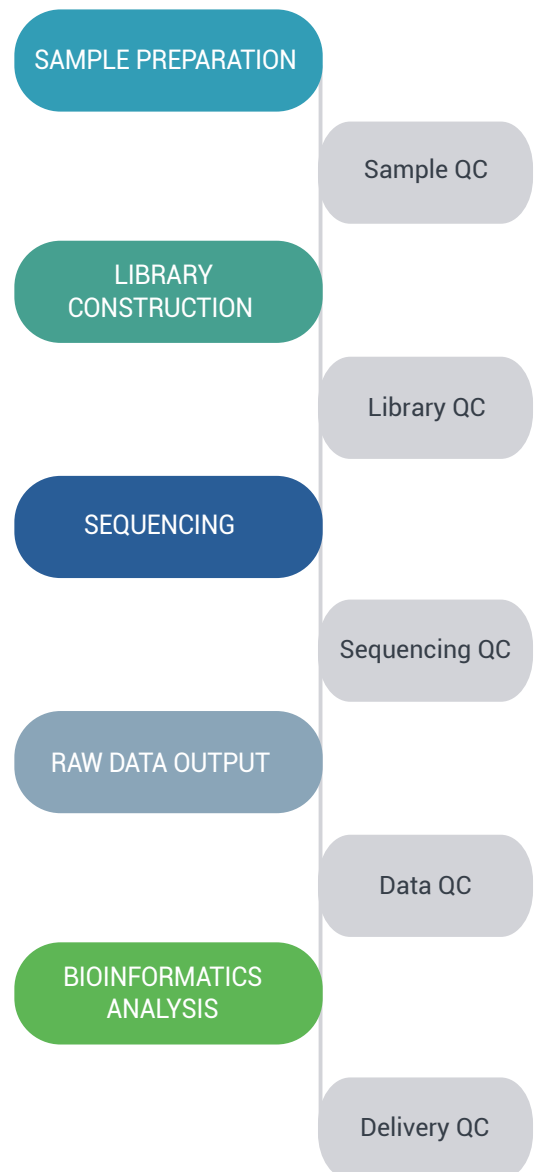 SAMPLE PREPARATION
Sample QC
LIBRARY
CONSTRUCTION
Library QC
SEQUENCING
Sequencing QC
RAW DATA OUTPUT
Data QC
BIOINFORMATICS
ANALYSIS
Delivery QC